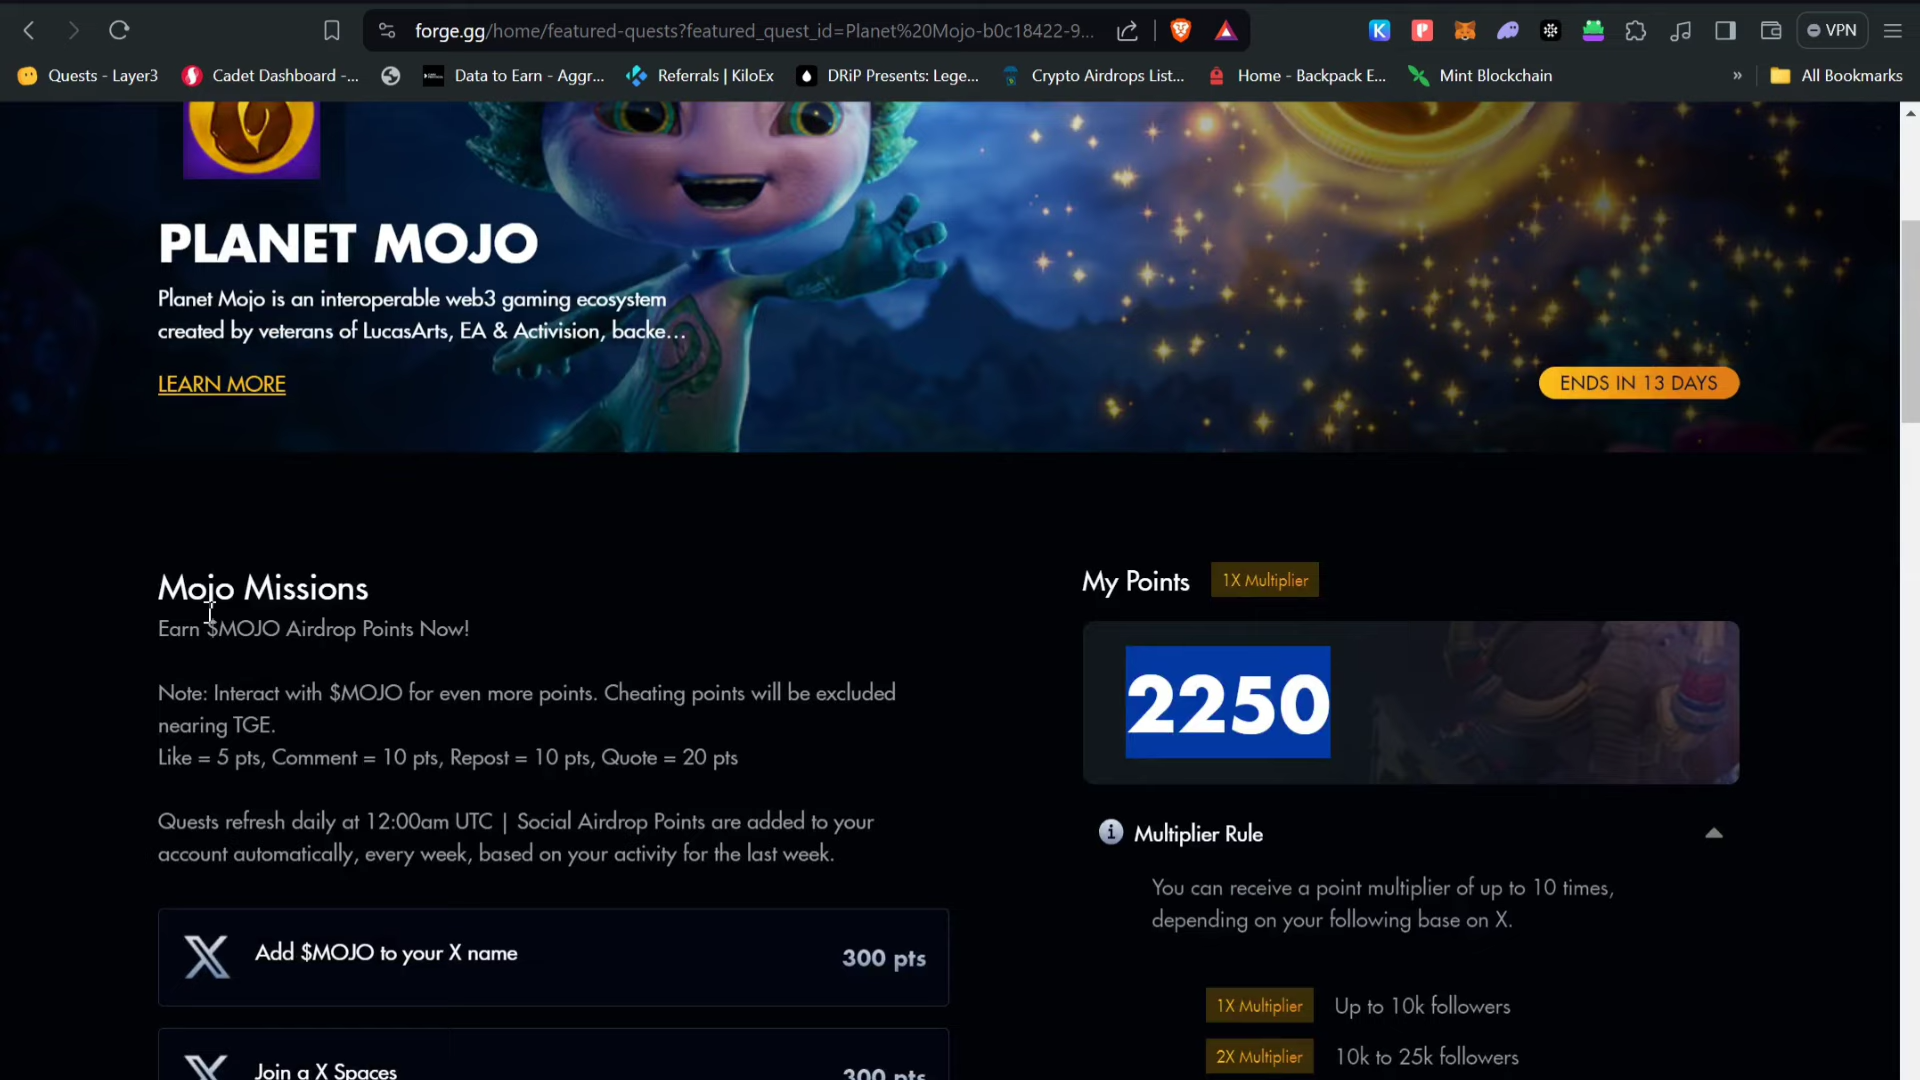 forge.gg/home/featured-quests?featured_quest_id=Planet%20Mojo-b0c18422-9...
VPN
Quests - Layer3
Cadet Dashboard -...
Data to Earn - Aggr...
Referrals | KiloEx
DRiP Presents: Lege...
Crypto Airdrops List...
Home - Backpack E...
Mint Blockchain
»
All Bookmarks
PLANET MOJO
Planet Mojo is an interoperable web3 gaming ecosystem
created by veterans of LucasArts, EA & Activision, backe...
LEARN MORE
ENDS IN 13 DAYS
Mojo Missions
Earn $MOJO Airdrop Points Now!
Note: Interact with $MOJO for even more points. Cheating points will be excluded
nearing TGE.
Like = 5 pts, Comment = 10 pts, Repost = 10 pts, Quote = 20 pts
Quests refresh daily at 12:00am UTC | Social Airdrop Points are added to your
account automatically, every week, based on your activity for the last week.
Add $MOJO to your X name
300 pts
Join a X Spaces
300 pts
My Points
1X Multiplier
2250
Multiplier Rule
You can receive a point multiplier of up to 10 times,
depending on your following base on X.
1X Multiplier
Up to 10k followers
2X Multiplier
10k to 25k followers